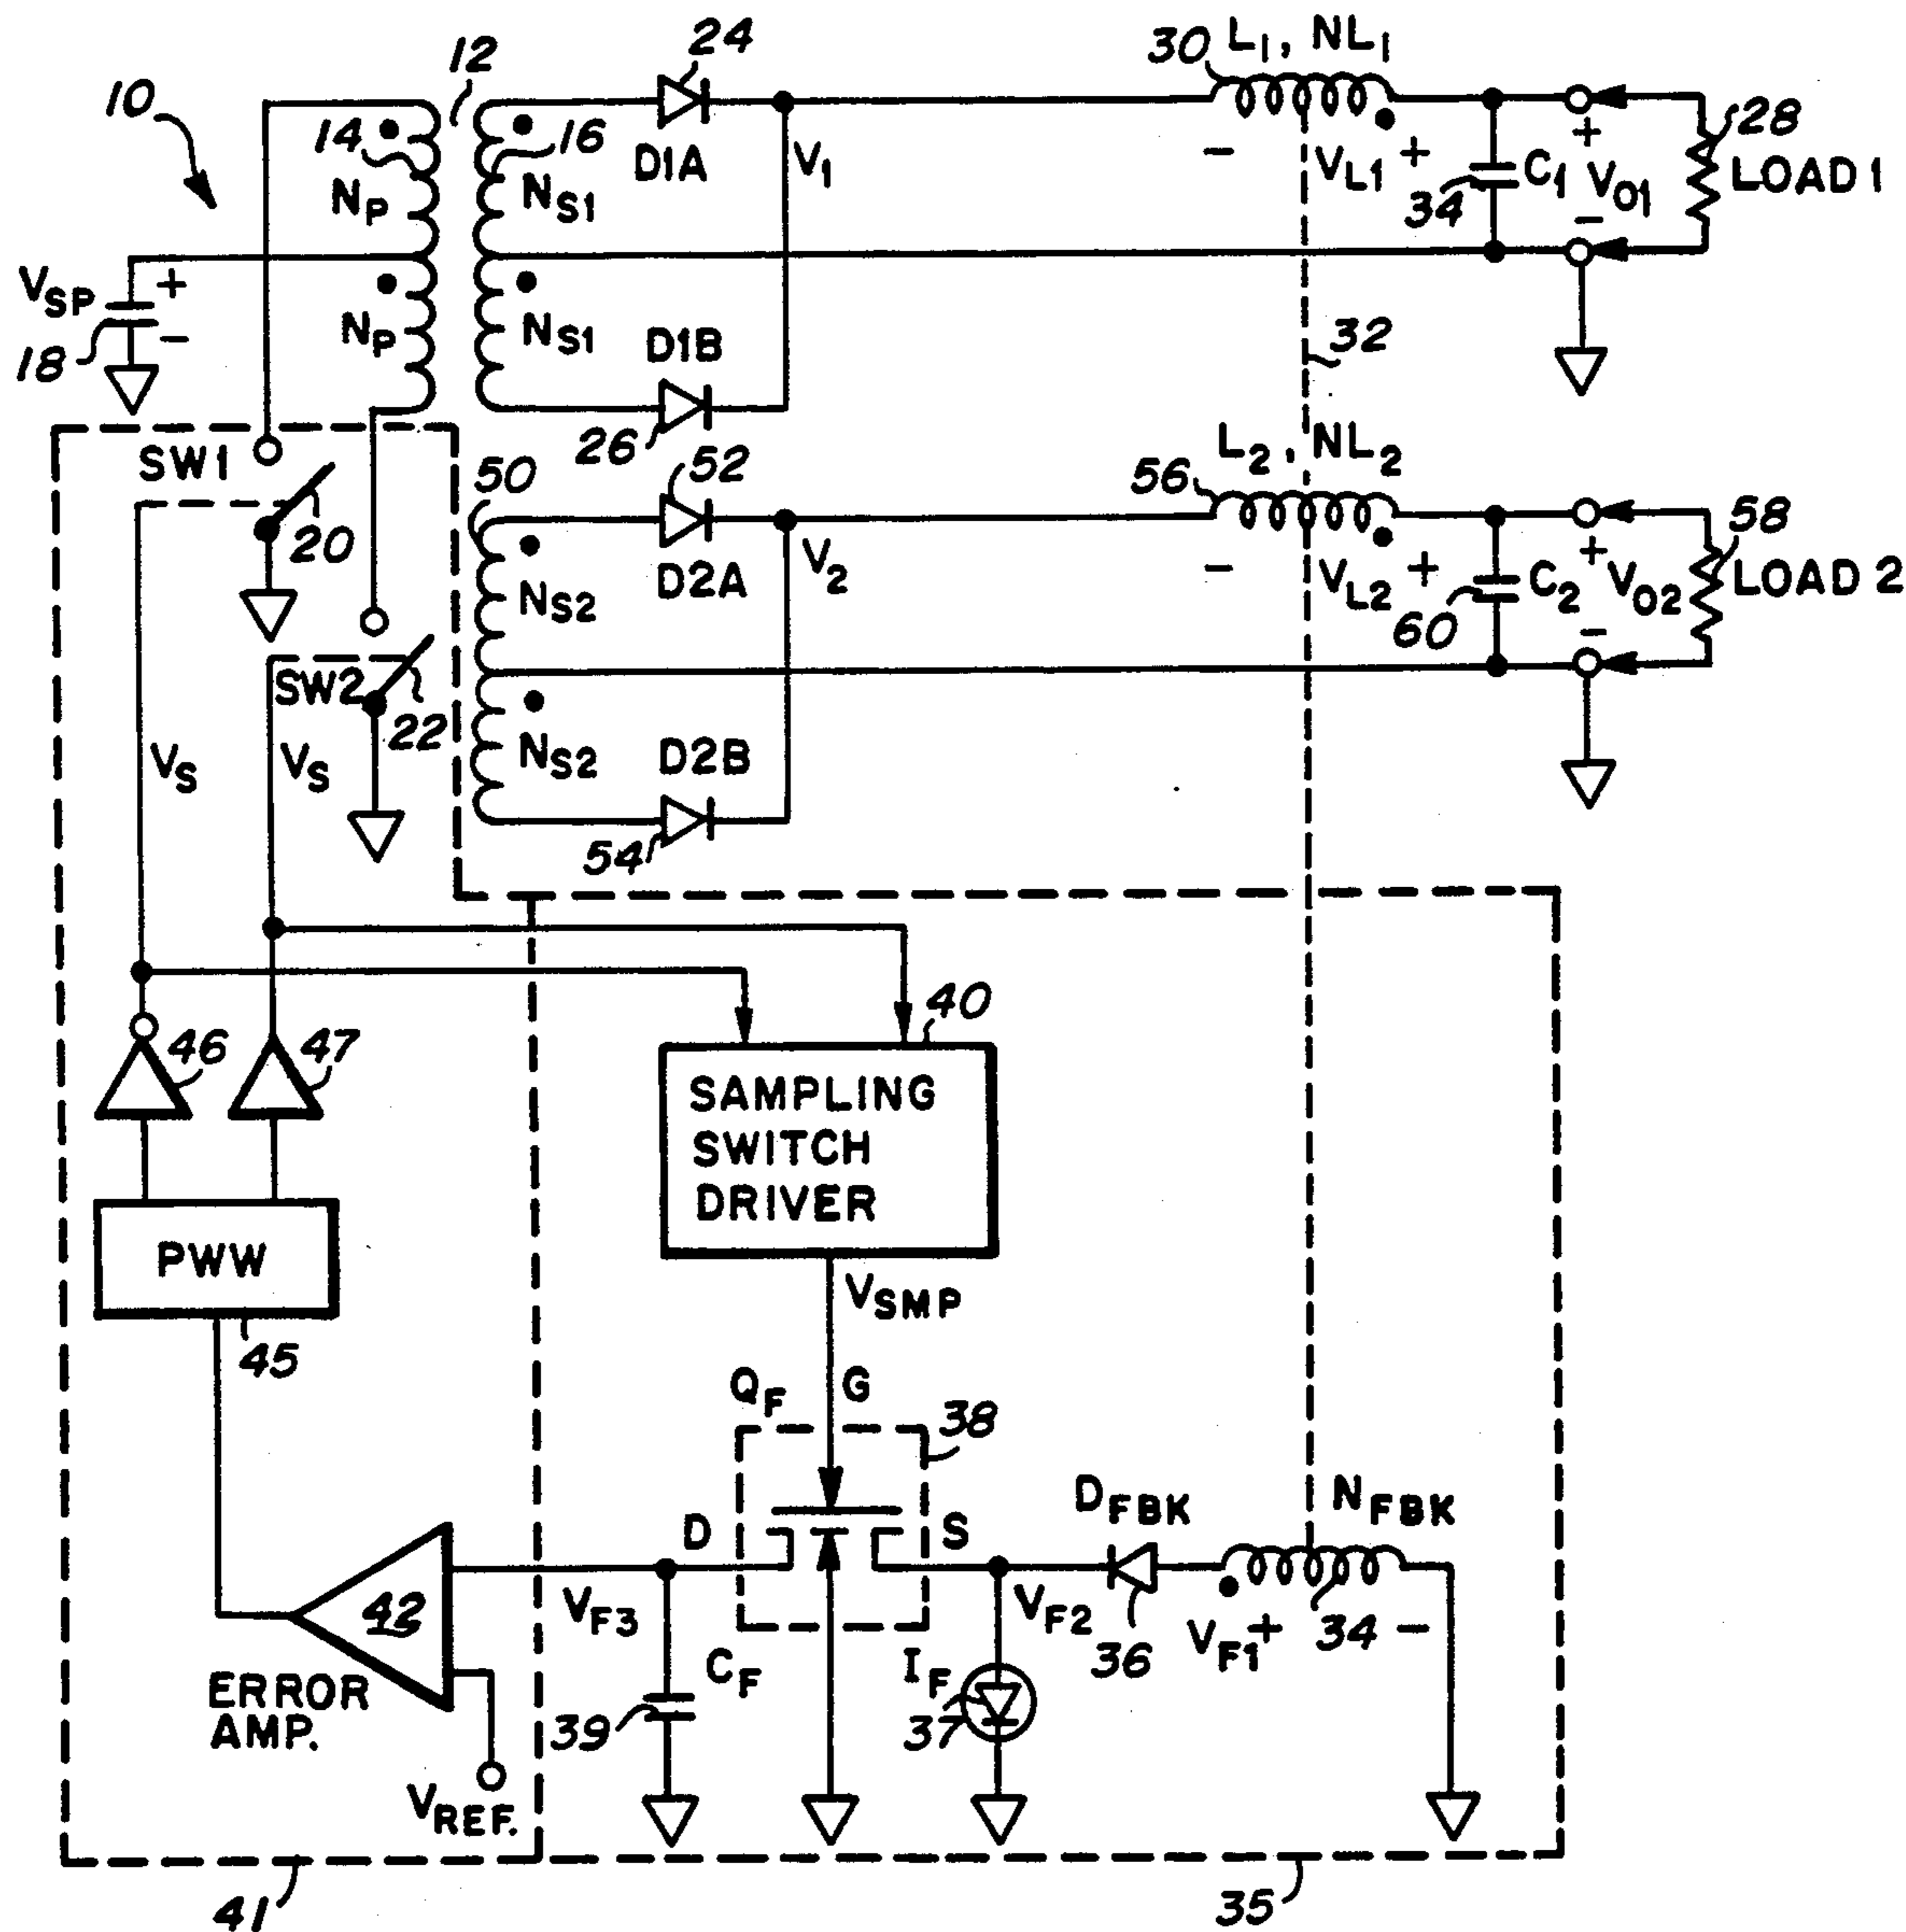 10
12
24
30
L1, NL1
14
16
D1A
V1
−
VL1
+
34
C1
+
VO1
−
28
LOAD 1
NP
NS1
VSP
+
−
18
NP
NS1
D1B
26
32
SW1
20
50
52
56
L2, NL2
D2A
V2
NS2
−
VL2
+
60
C2
+
VO2
−
58
LOAD 2
SW2
22
VS
VS
NS2
D2B
54
46
47
40
SAMPLING
SWITCH
DRIVER
PWW
45
VSMP
QF
G
38
D
S
DFBK
NFBK
42
VF3
VF2
36
VF1
+
34
−
ERROR
AMP.
CF
39
IF
37
VREF.
41
35